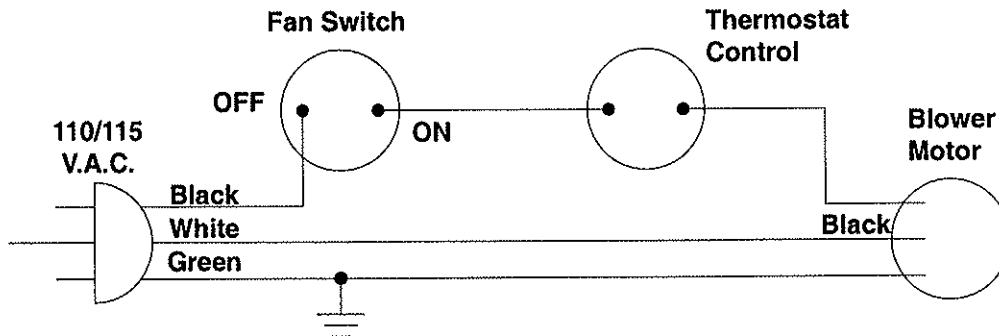 Fan Switch
Thermostat
Control
OFF
ON
110/115
V.A.C.
Blower
Motor
Black
White
Black
Green